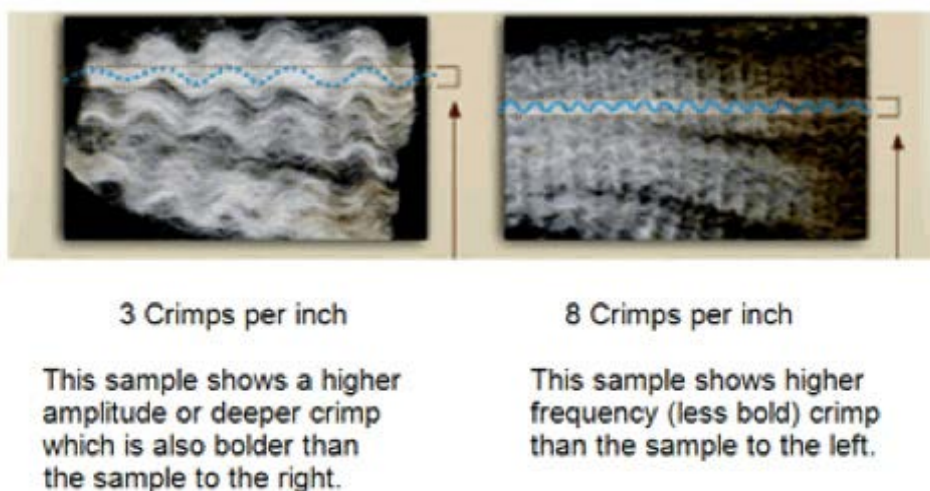 3 Crimps per inch
This sample shows a higher
amplitude or deeper crimp
which is also bolder than
the sample to the right.
8 Crimps per inch
This sample shows higher
frequency (less bold) crimp
than the sample to the left.